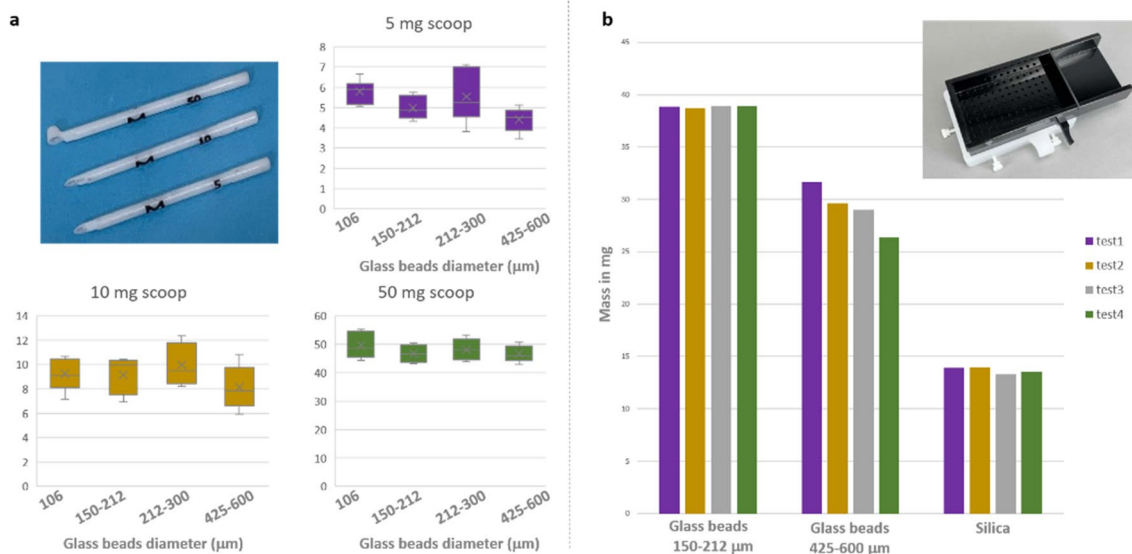 a
5 mg scoop
50
10
5
8
7
6
5
4
3
2
1
0
106
150-212
212-300
425-600
Glass beads diameter (µm)
10 mg scoop
14
12
10
8
6
4
2
0
106
150-212
212-300
425-600
Glass beads diameter (µm)
50 mg scoop
60
50
40
30
20
10
0
106
150-212
212-300
425-600
Glass beads diameter (µm)
b
45
40
35
30
25
20
15
10
5
0
Mass in mg
test1
test2
test3
test4
Glass beads
150-212 µm
Glass beads
425-600 µm
Silica